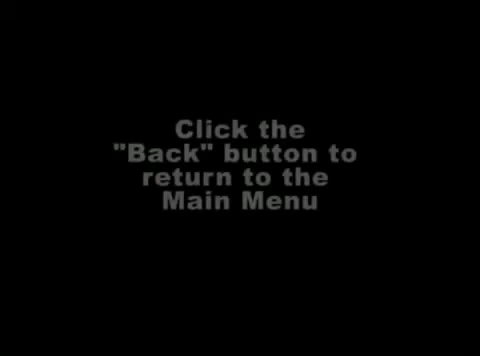 Click the
"Back" button to
return to the
Main Menu